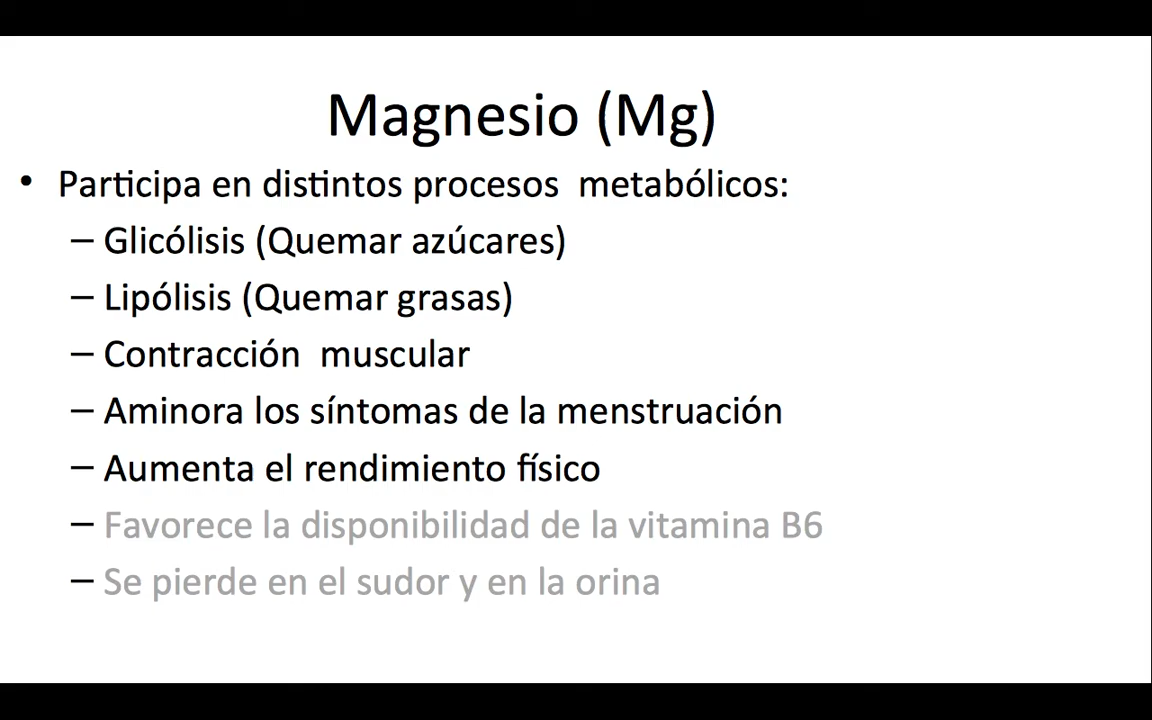 Magnesio (Mg)
• Participa en distintos procesos  metabólicos:
– Glicólisis (Quemar azúcares)
– Lipólisis (Quemar grasas)
– Contracción  muscular
– Aminora los síntomas de la menstruación
– Aumenta el rendimiento físico
– Favorece la disponibilidad de la vitamina B6
– Se pierde en el sudor y en la orina